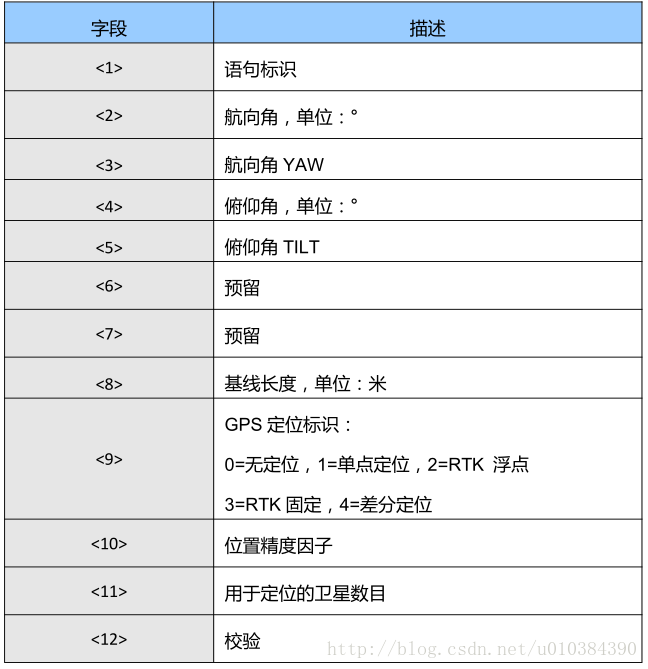 字段 描述
<1> 语句标识
<2> 航向角，单位：°
<3> 航向角 YAW
<4> 俯仰角，单位：°
<5> 俯仰角 TILT
<6> 预留
<7> 预留
<8> 基线长度，单位：米
<9> GPS 定位标识：
0=无定位，1=单点定位，2=RTK 浮点
3=RTK 固定，4=差分定位
<10> 位置精度因子
<11> 用于定位的卫星数目
<12> 校验
http://blog.csdn.net/u010384390